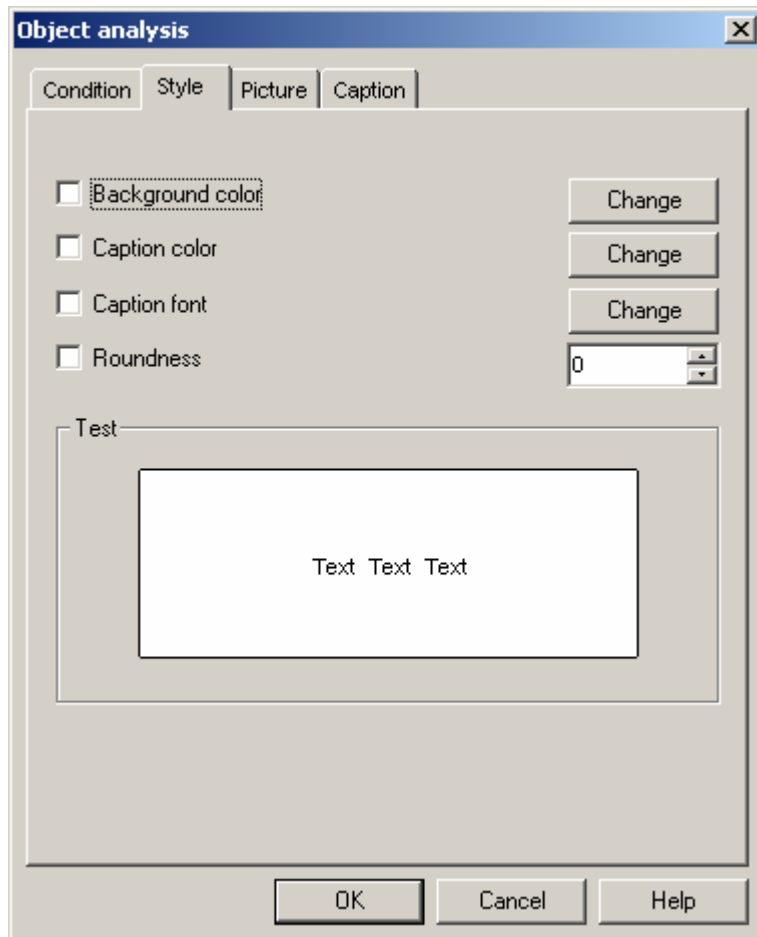 Object analysis
Condition Style Picture Caption
Background color Change
Caption color Change
Caption font Change
Roundness 0
Test
Text Text Text
OK Cancel Help